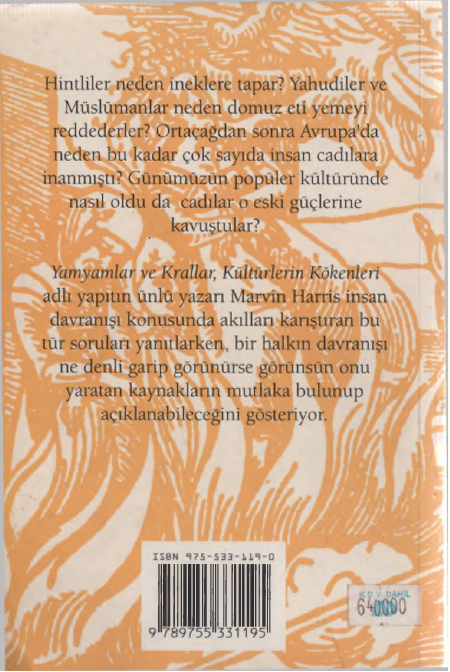 Hintliler neden ineklere tapar? Yahudiler ve
Müslümanlar neden domuz eti yemeyi
reddederler? Ortaçağdan sonra Avrupa'da
neden bu kadar çok sayıda insan cadılara
inanmıştı? Günümüzün popüler kültüründe
nasıl oldu da cadılar o eski güçlerine
kavuştular?
Yamyamlar ve Krallar, Kültürlerin Kökenleri
adlı yapıtın ünlü yazarı Marvin Harris insan
davranışı konusunda akılları karıştıran bu
tür soruları yanıtlarken, bir halkın davranışı
ne denli garip görünürse görünsün onu
yaratan kaynakların mutlaka bulunup
açıklanabileceğini gösteriyor.
ISBN 975-533-119-0
9 789755 331195
K.D.V. DAHİL
640000